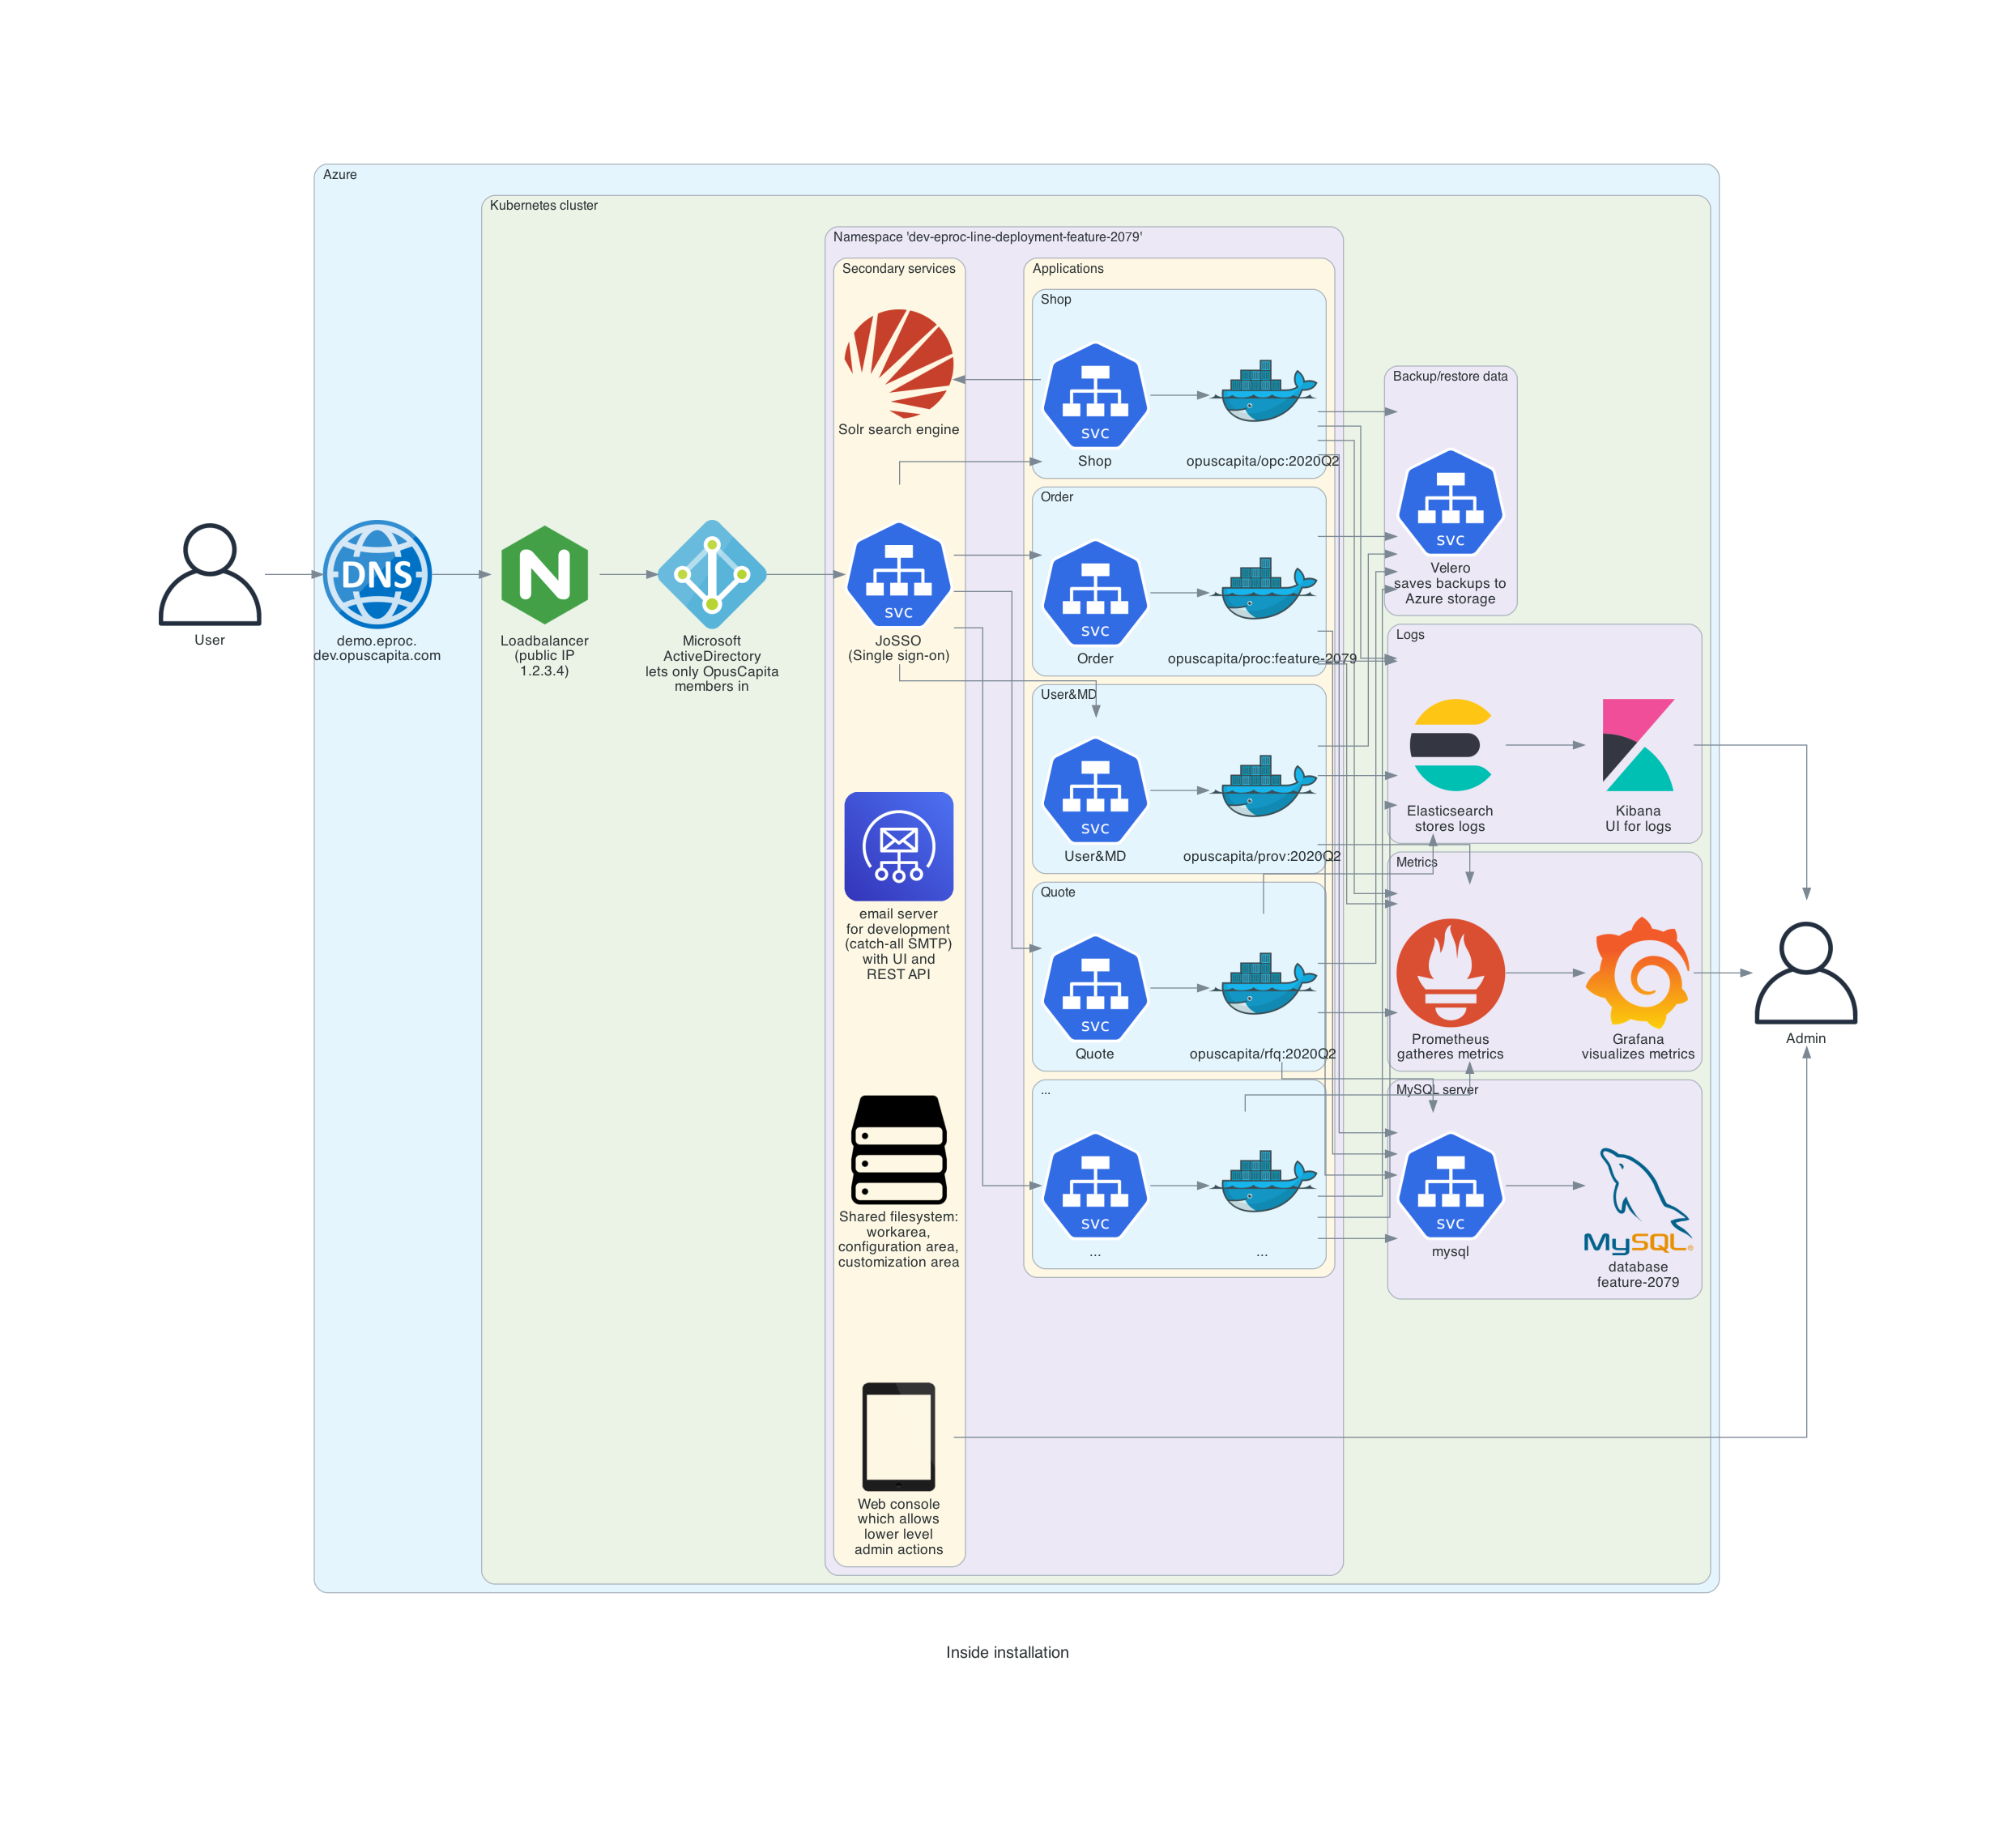 Azure
Kubernetes cluster
Namespace 'dev-eproc-line-deployment-feature-2079'
Secondary services
Applications
Shop
Solr search engine
svc
Shop
opuscapita/opc:2020Q2
Backup/restore data
svc
Velero
saves backups to
Azure storage
User
DNS
demo.eproc.
dev.opuscapita.com
N
Loadbalancer
(public IP
1.2.3.4)
Microsoft
ActiveDirectory
lets only OpusCapita
members in
svc
JoSSO
(Single sign-on)
Order
svc
Order
opuscapita/proc:feature-2079
Logs
Elasticsearch
stores logs
Kibana
UI for logs
User&MD
svc
User&MD
opuscapita/prov:2020Q2
email server
for development
(catch-all SMTP)
with UI and
REST API
Metrics
Prometheus
gatheres metrics
Grafana
visualizes metrics
Admin
Quote
svc
Quote
opuscapita/rfq:2020Q2
...
svc
...
...
MySQL server
svc
mysql
MySQL®
database
feature-2079
Shared filesystem:
workarea,
configuration area,
customization area
Web console
which allows
lower level
admin actions
Inside installation